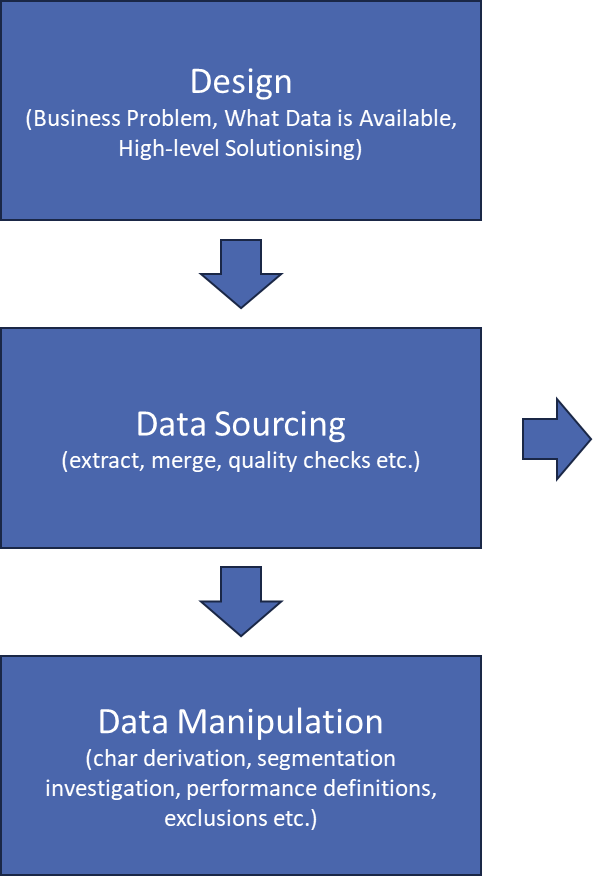 Design
(Business Problem, What Data is Available,
High-level Solutionising)
Data Sourcing
(extract, merge, quality checks etc.)
Data Manipulation
(char derivation, segmentation
investigation, performance definitions,
exclusions etc.)